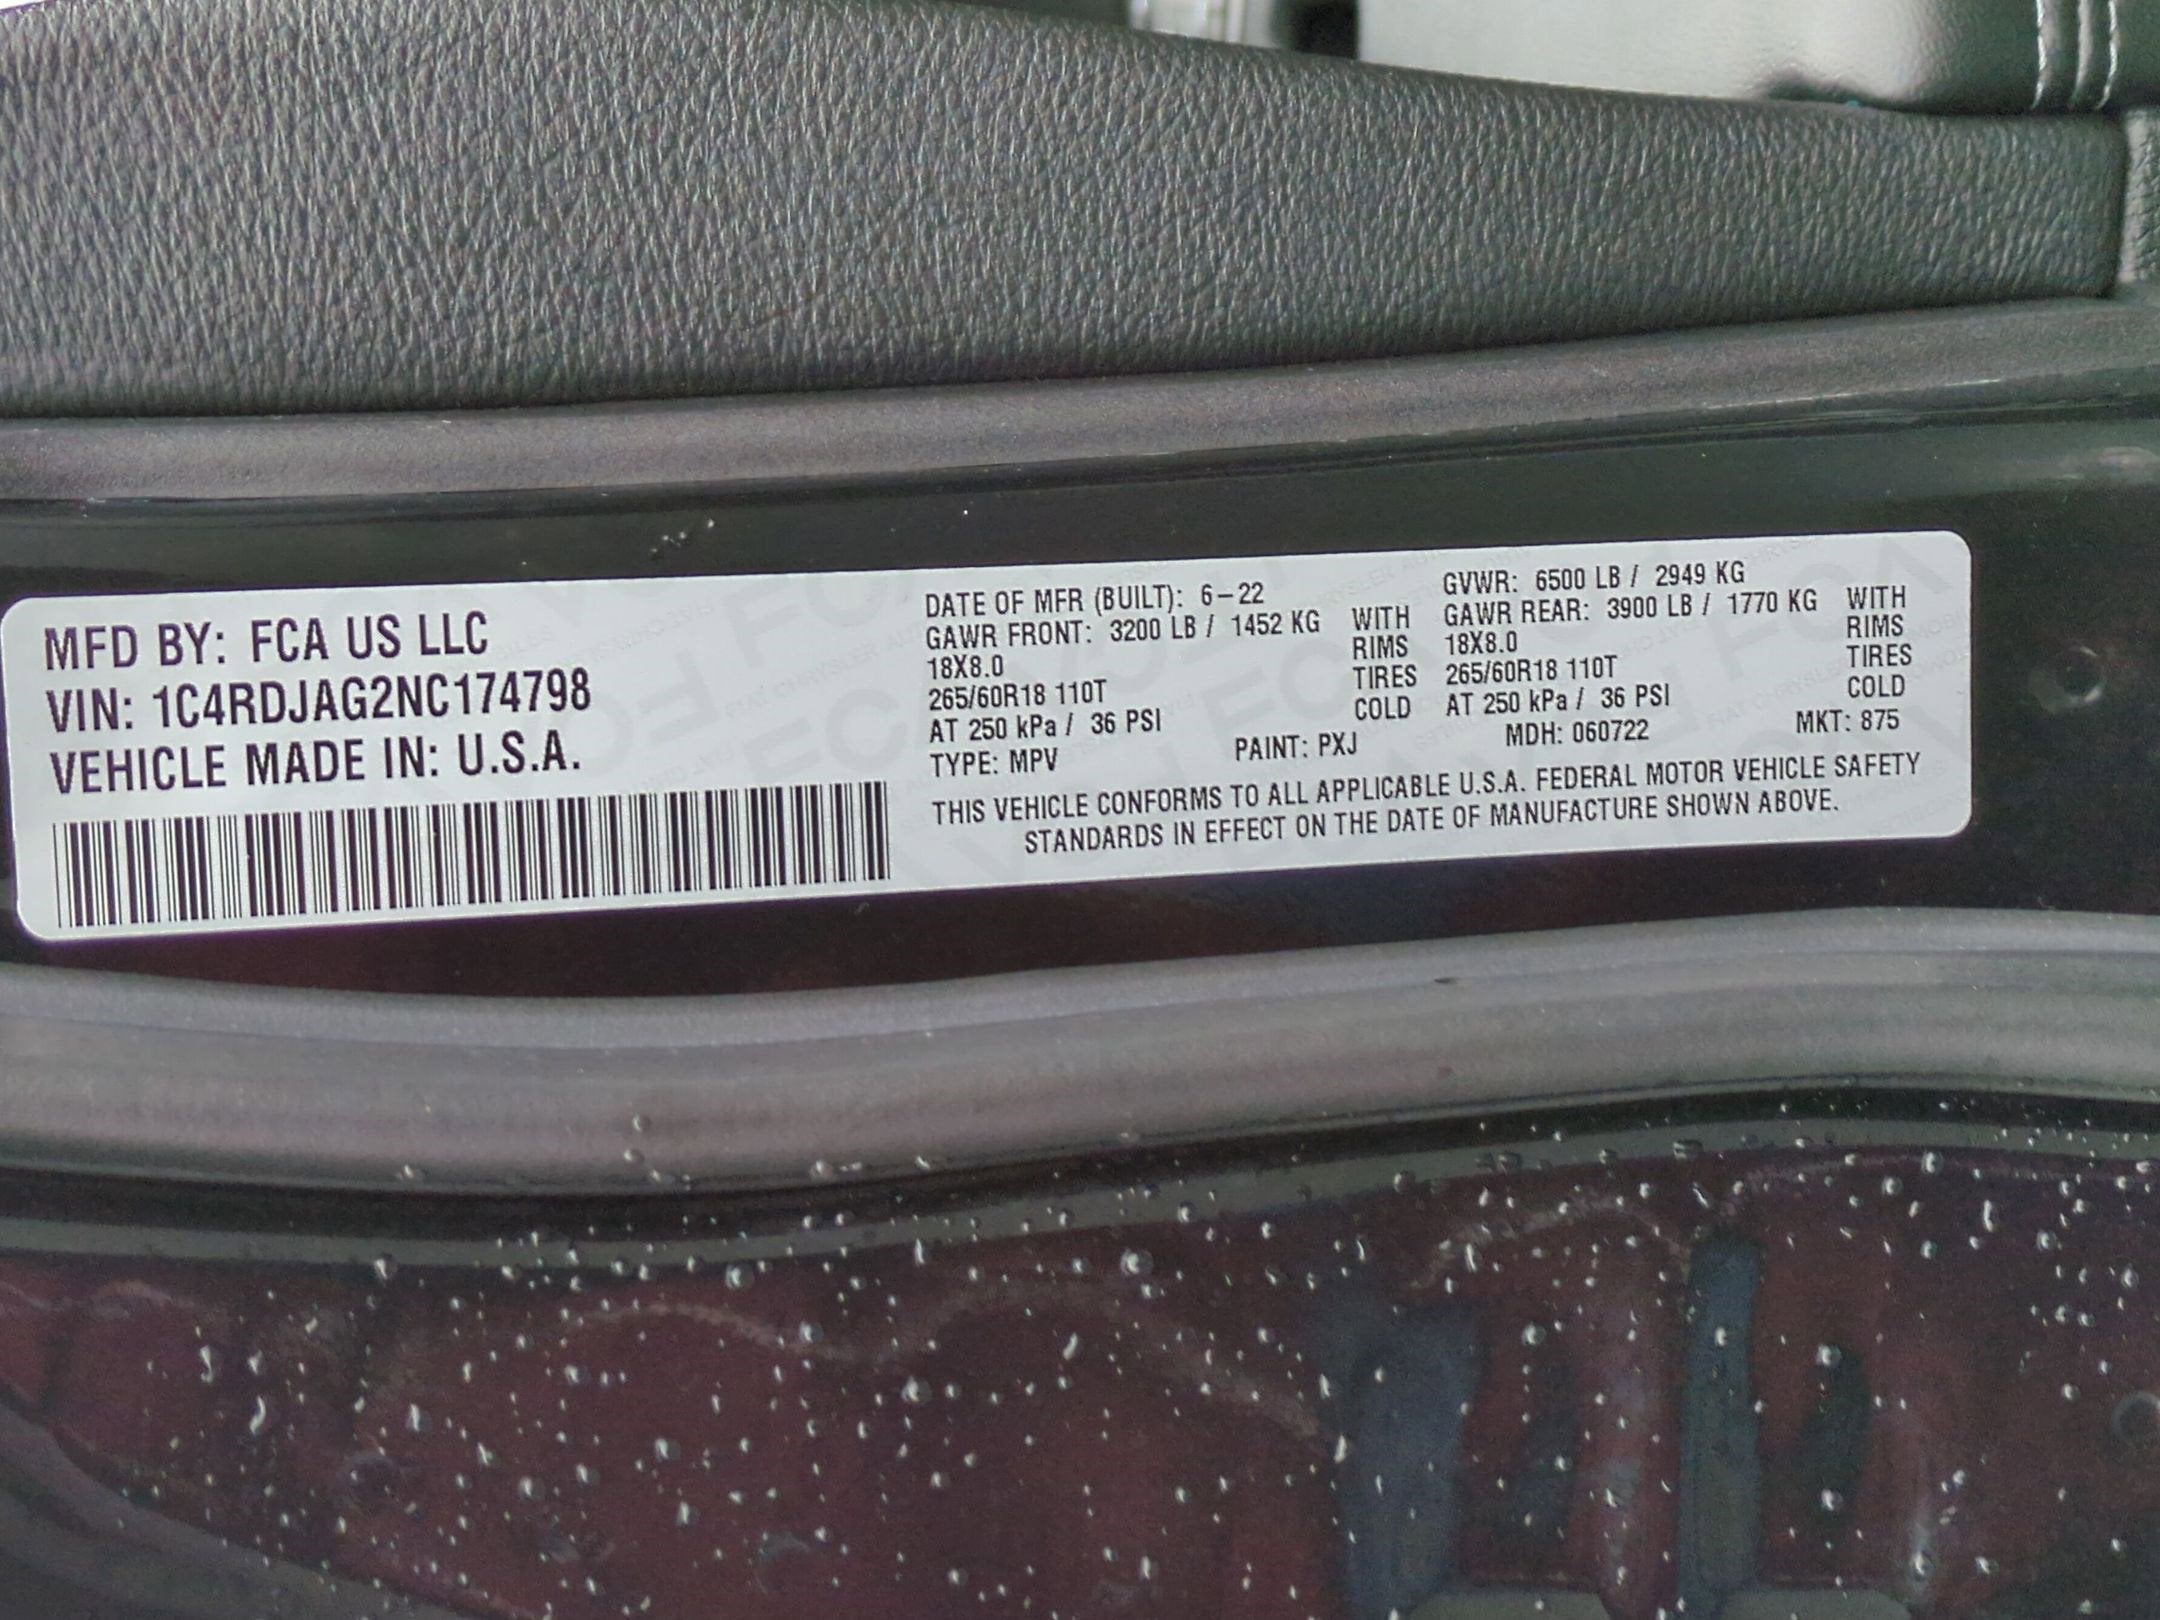 MFD BY: FCA US LLC
VIN: 1C4RDJAG2NC174798
VEHICLE MADE IN: U.S.A.
DATE OF MFR (BUILT): 6-22
GVWR: 6500 LB / 2949 KG
GAWR FRONT: 3200 LB / 1452 KG WITH
18X8.0 RIMS
265/60R18 110T TIRES
AT 250 kPa / 36 PSI COLD
GAWR REAR: 3900 LB / 1770 KG WITH
18X8.0 RIMS
265/60R18 110T TIRES
AT 250 kPa / 36 PSI COLD
TYPE: MPV PAINT: PXJ MDH: 060722 MKT: 875
THIS VEHICLE CONFORMS TO ALL APPLICABLE U.S.A. FEDERAL MOTOR VEHICLE SAFETY
STANDARDS IN EFFECT ON THE DATE OF MANUFACTURE SHOWN ABOVE.